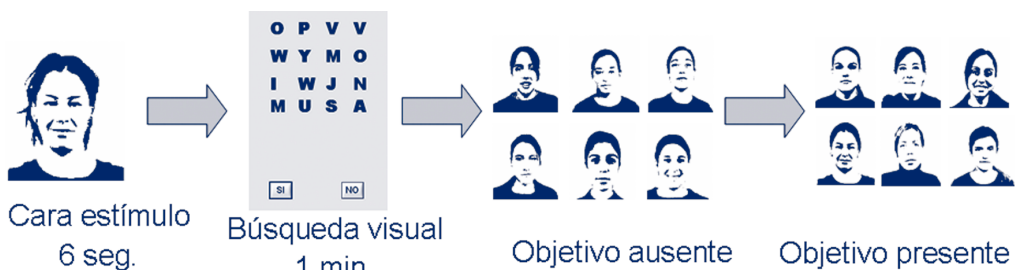 O P V V
W Y M O
I W J N
M U S A
SI NO
Cara estímulo
6 seg.
Búsqueda visual
1 min
Objetivo ausente
Objetivo presente